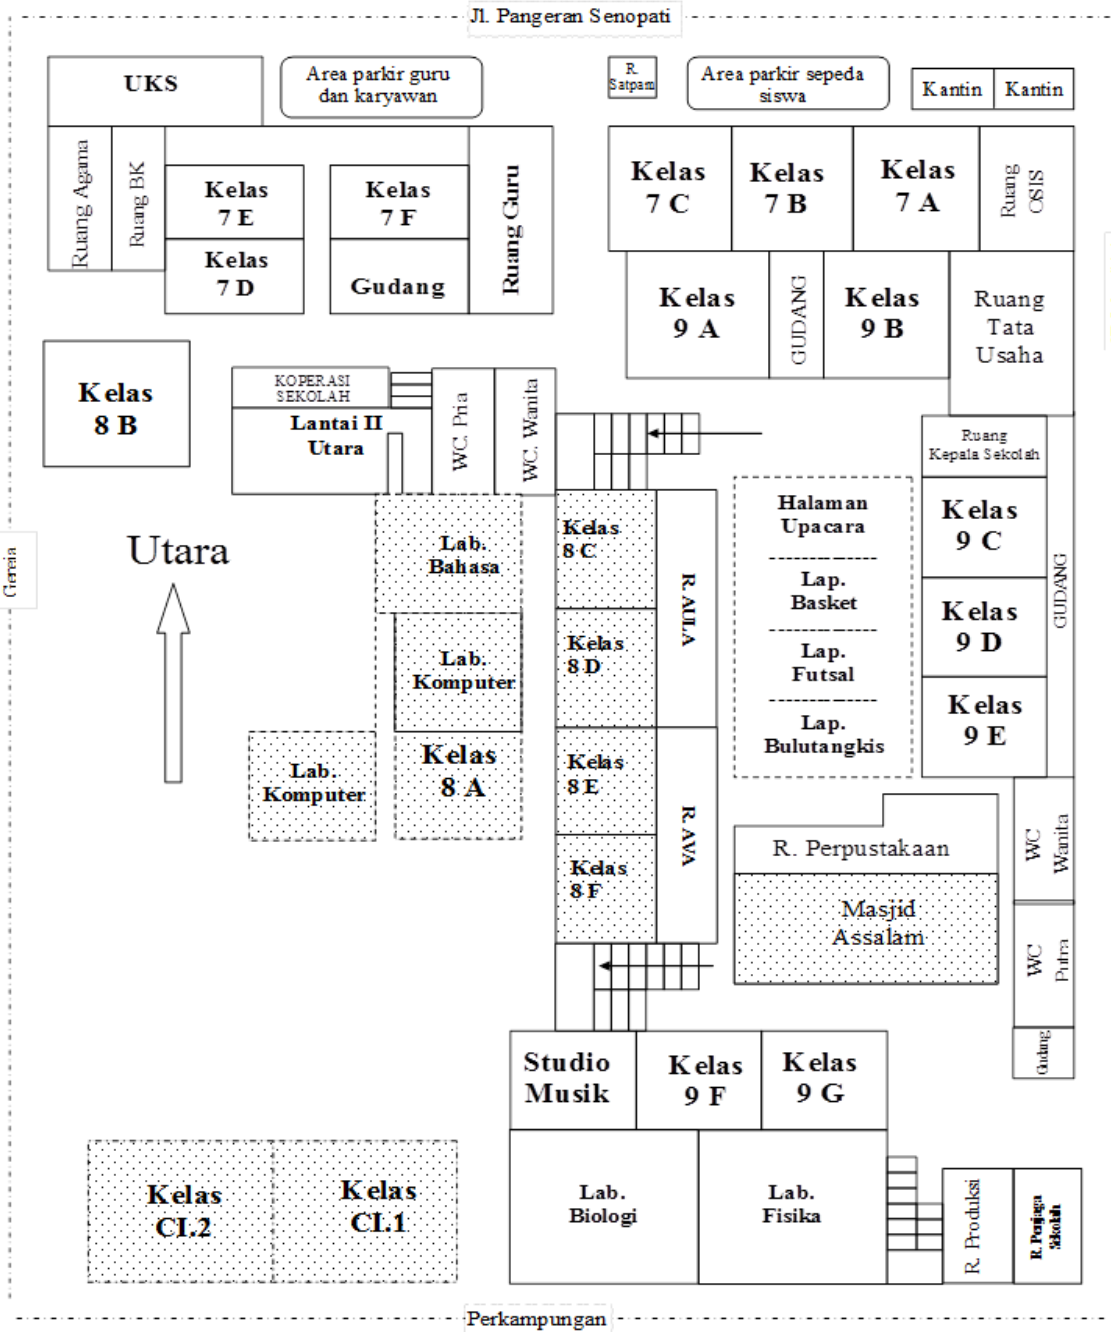 Jl. Pangeran Senopati
UKS
Area parkir guru
dan karyawan
R.
Satpam
Area parkir sepeda
siswa
Kantin
Kantin
Ruang Agama
Ruang BK
Kelas
7 E
Kelas
7 F
Ruang Guru
Kelas
7 D
Gudang
Kelas
7 C
Kelas
7 B
Kelas
7 A
Ruang
OSIS
Kelas
9 A
GUDANG
Kelas
9 B
Ruang
Tata
Usaha
Kelas
8 B
KOPERASI
SEKOLAH
Lantai II
Utara
WC. Pria
WC. Wanita
Ruang
Kepala Sekolah
Utara
Gereja
Lab.
Bahasa
Kelas
8 C
R. AULA
Halaman
Upacara
Lap.
Basket
Lap.
Futsal
Lap.
Bulutangkis
Kelas
9 C
Kelas
9 D
Kelas
9 E
GUDANG
Lab.
Komputer
Kelas
8 D
Lab.
Komputer
Kelas
8 A
Kelas
8 E
R. AVA
Kelas
8 F
R. Perpustakaan
Masjid
Assalam
WC
Wanita
WC
Putra
Gudang
Studio
Musik
Kelas
9 F
Kelas
9 G
Lab.
Biologi
Lab.
Fisika
Kelas
CI.2
Kelas
CI.1
R. Produksi
R. Penjaga
Sekolah
Perkampungan